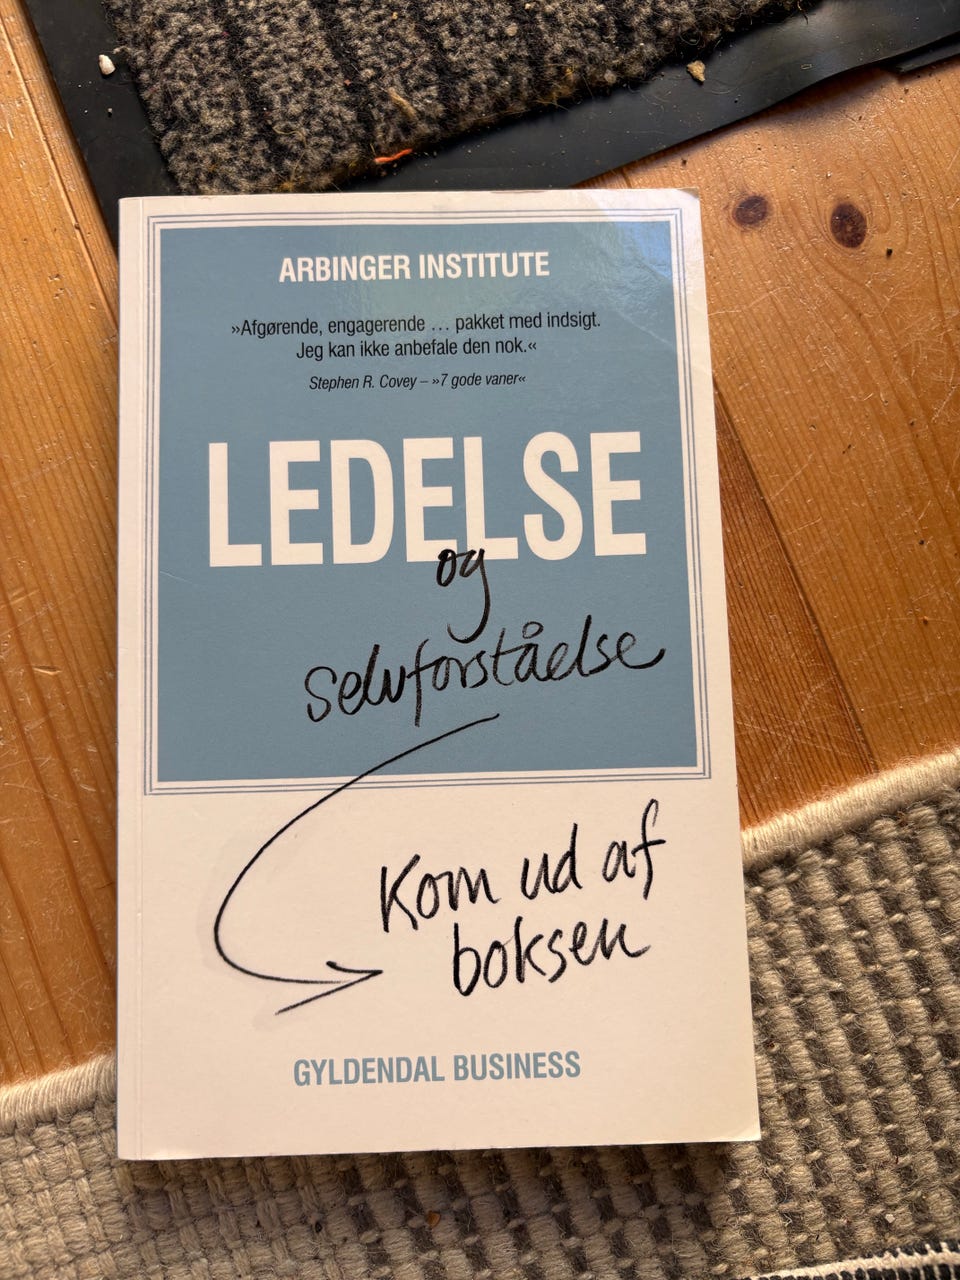 ARBINGER INSTITUTE
»Afgørende, engagerende … pakket med indsigt.
Jeg kan ikke anbefale den nok.«
Stephen R. Covey – »7 gode vaner«
LEDELSE
og
selvforståelse
Kom ud af
boksen
GYLDENDAL BUSINESS